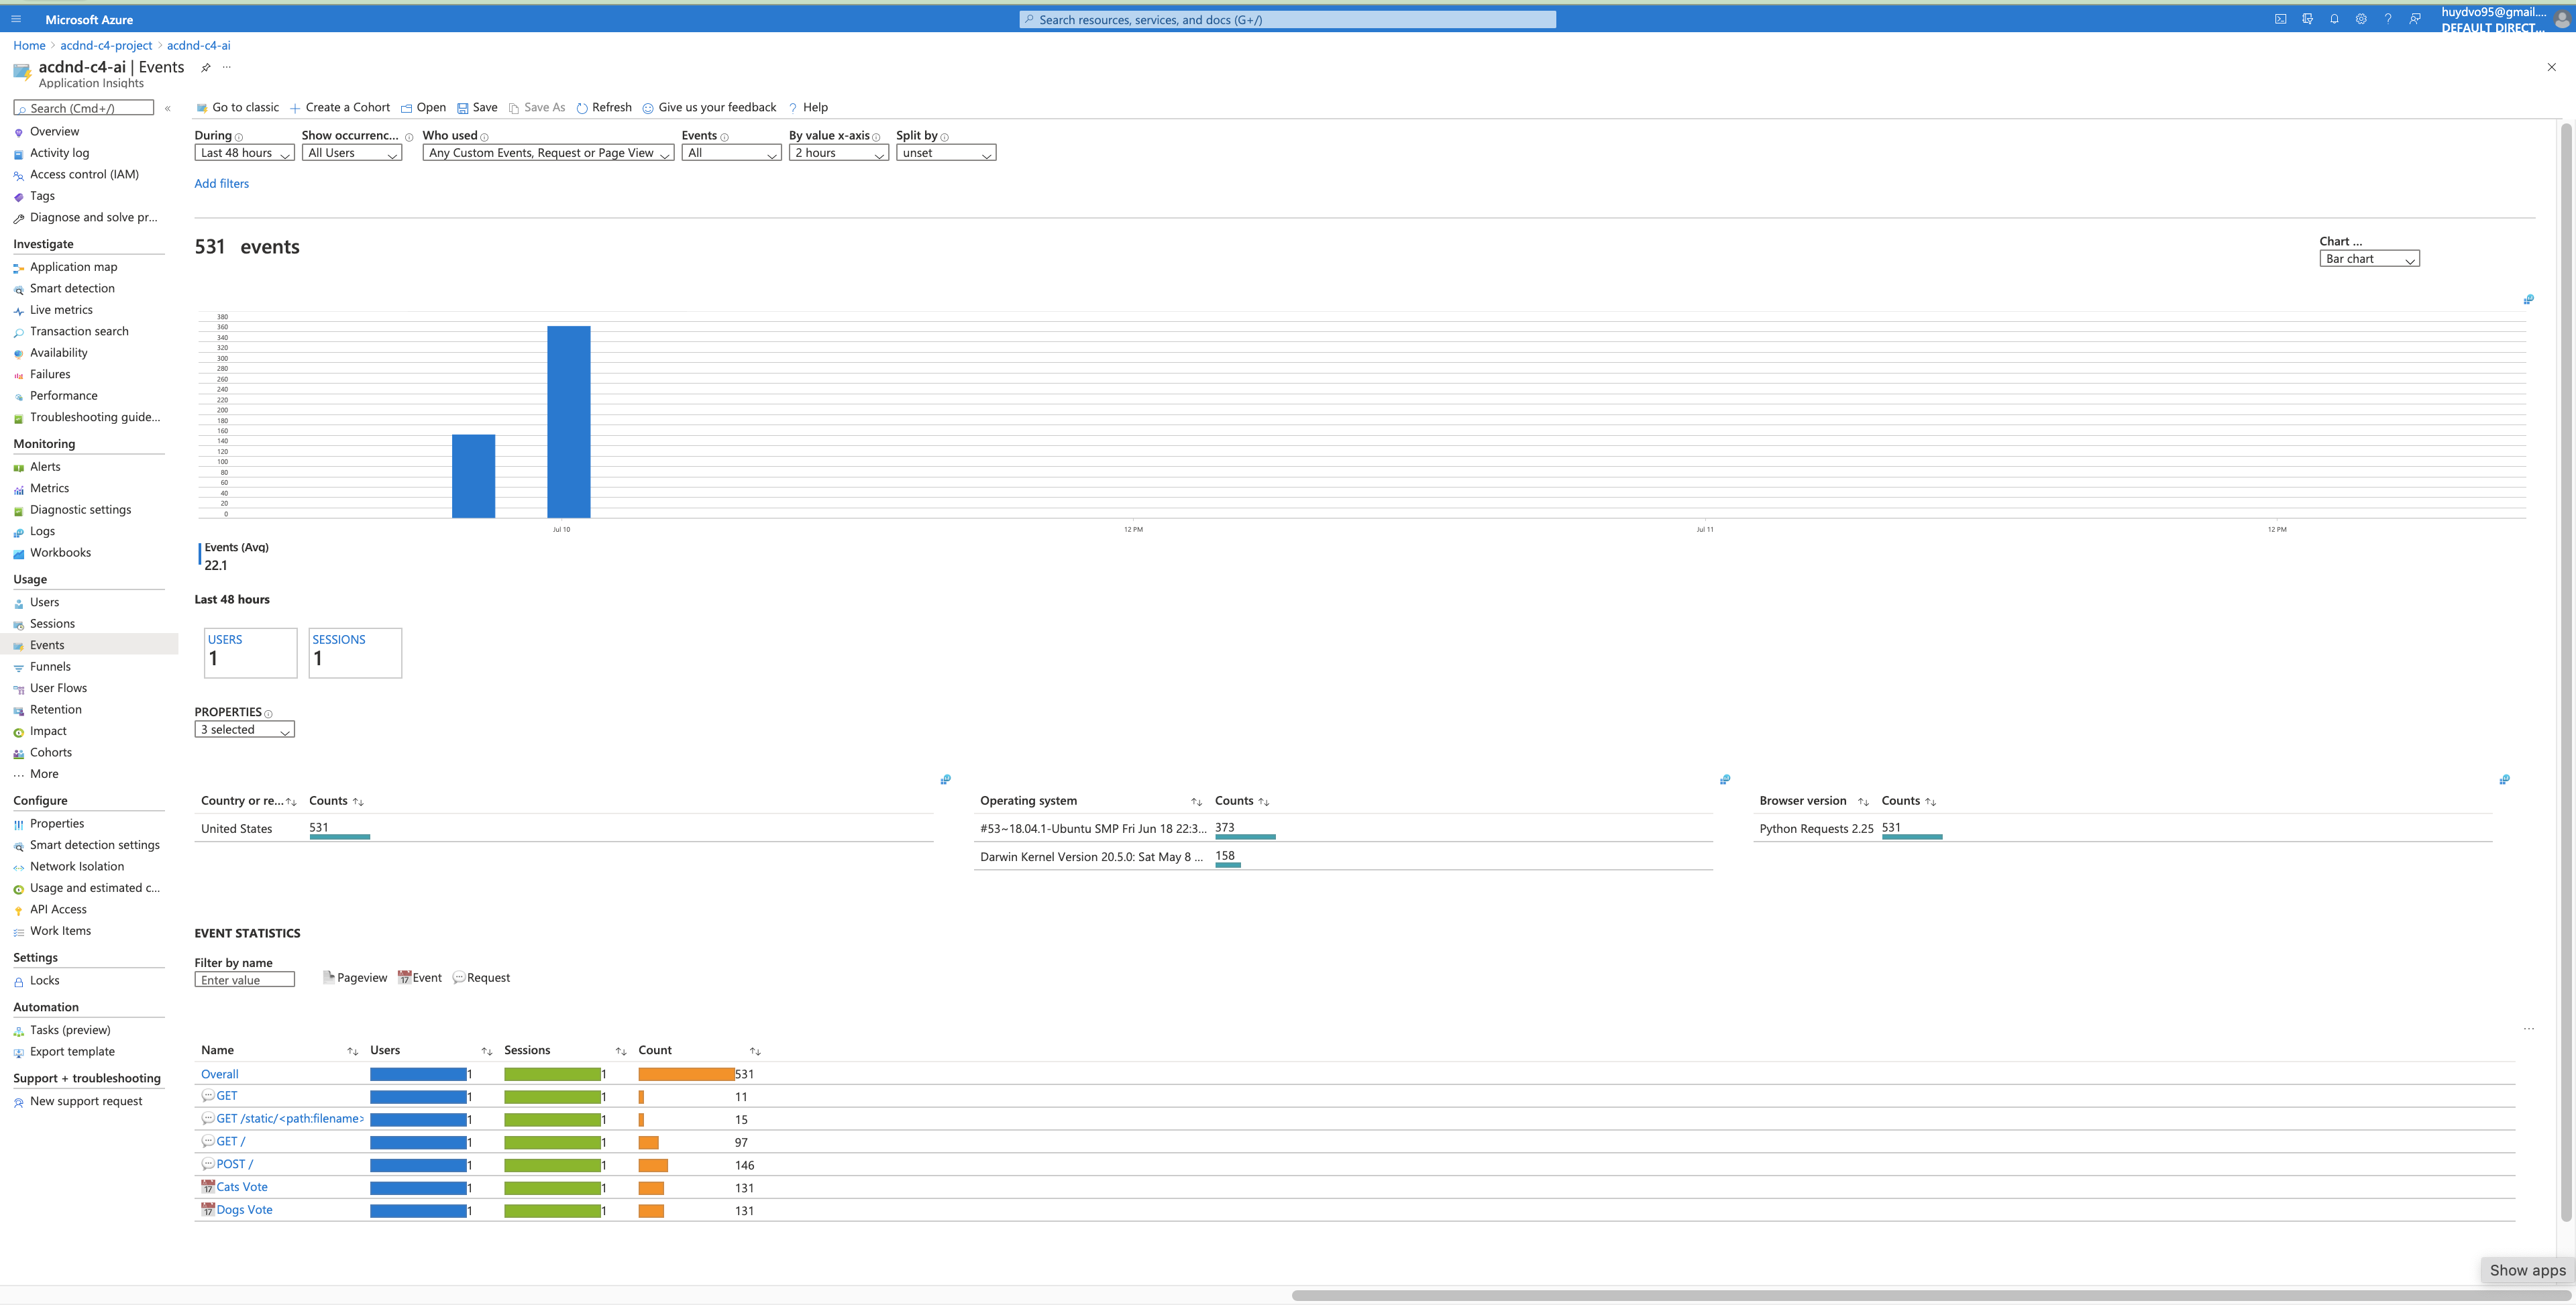 Microsoft Azure
Search resources, services, and docs (G+/)
huydvo95@gmail....
DEFAULT DIRECT...
Home > acdnd-c4-project > acdnd-c4-ai
acdnd-c4-ai | Events
Application Insights
Search (Cmd+/)
Overview
Activity log
Access control (IAM)
Tags
Diagnose and solve pr...
Investigate
Application map
Smart detection
Live metrics
Transaction search
Availability
Failures
Performance
Troubleshooting guide...
Monitoring
Alerts
Metrics
Diagnostic settings
Logs
Workbooks
Usage
Users
Sessions
Events
Funnels
User Flows
Retention
Impact
Cohorts
More
Configure
Properties
Smart detection settings
Network Isolation
Usage and estimated c...
API Access
Work Items
Settings
Locks
Automation
Tasks (preview)
Export template
Support + troubleshooting
New support request
Go to classic Create a Cohort Open Save Save As Refresh Give us your feedback Help
During Show occurrenc... Who used Events By value x-axis Split by
Last 48 hours All Users Any Custom Events, Request or Page View All 2 hours unset
Add filters
531 events
Chart ...
Bar chart
380
360
340
320
300
280
260
240
220
200
180
160
140
120
100
80
60
40
20
0
Jul 10 12 PM Jul 11 12 PM
Events (Avg)
22.1
Last 48 hours
USERS
1
SESSIONS
1
PROPERTIES
3 selected
Country or re... Counts
United States 531
Operating system Counts
#53~18.04.1-Ubuntu SMP Fri Jun 18 22:3... 373
Darwin Kernel Version 20.5.0: Sat May 8 ... 158
Browser version Counts
Python Requests 2.25 531
EVENT STATISTICS
Filter by name
Enter value
Pageview Event Request
Name Users Sessions Count
Overall 1 1 531
GET 1 1 11
GET /static/<path:filename> 1 1 15
GET / 1 1 97
POST / 1 1 146
Cats Vote 1 1 131
Dogs Vote 1 1 131
Show apps